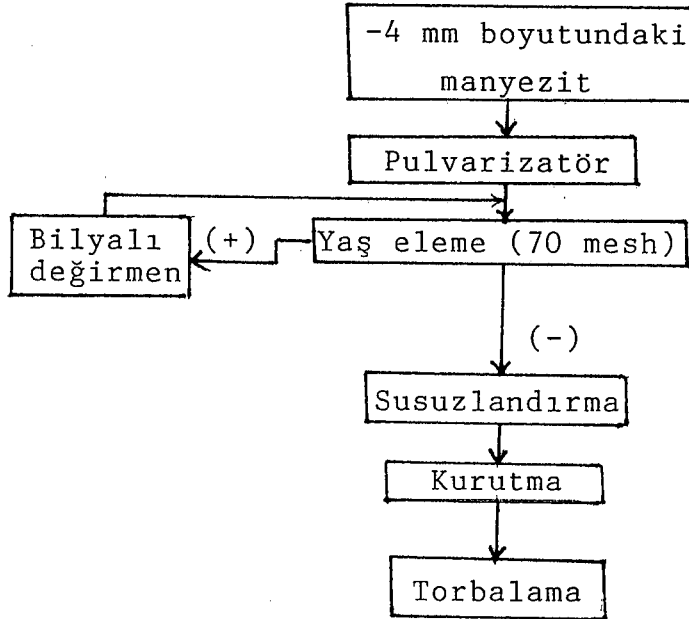 -4 mm boyutundaki
manyezit
Pulvarizatör
Bilyalı
değirmen
(+)
Yaş eleme (70 mesh)
(-)
Susuzlandırma
Kurutma
Torbalama